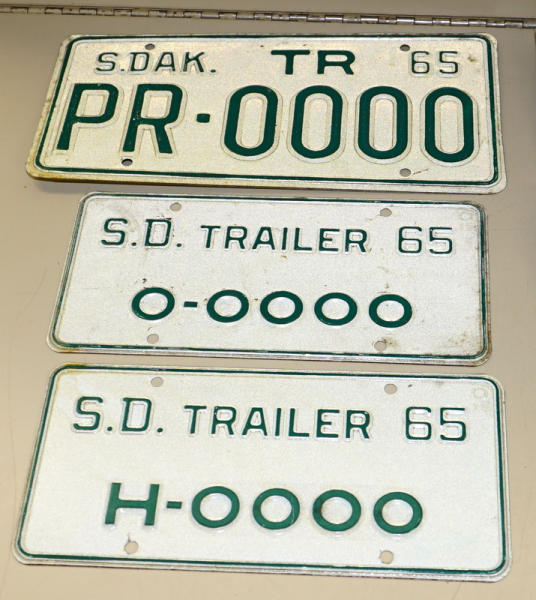 S.DAK. TR 65
PR-0000
S.D. TRAILER 65
O-0000
S.D. TRAILER 65
H-0000